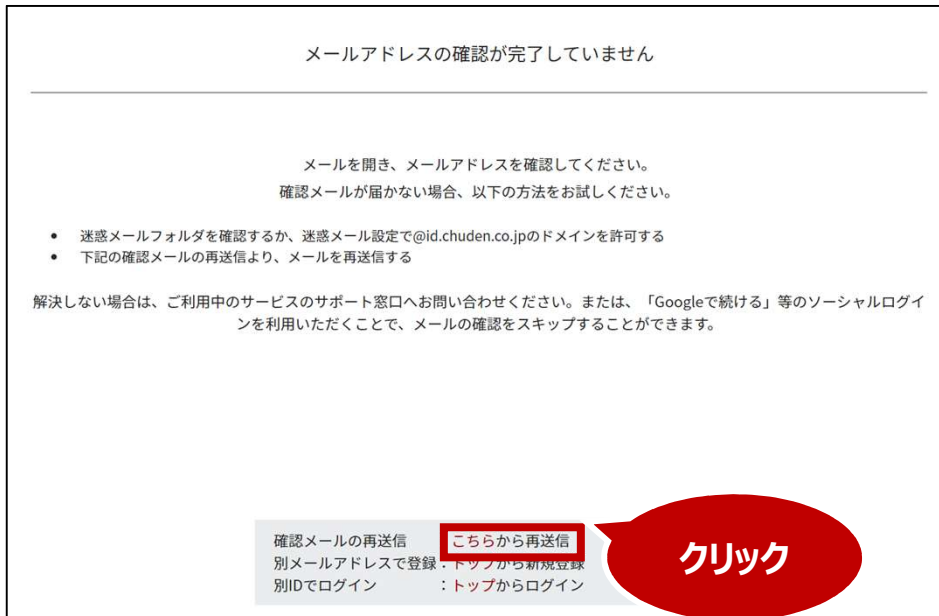 メールアドレスの確認が完了していません
メールを開き、メールアドレスを確認してください。
確認メールが届かない場合、以下の方法をお試しください。
• 迷惑メールフォルダを確認するか、迷惑メール設定で@id.chuden.co.jpのドメインを許可する
• 下記の確認メールの再送信より、メールを再送信する
解決しない場合は、ご利用中のサービスのサポート窓口へお問い合わせください。または、「Googleで続ける」等のソーシャルログイ
ンを利用いただくことで、メールの確認をスキップすることができます。
確認メールの再送信 こちらから再送信
別メールアドレスで登録：トップから新規登録
別IDでログイン ：トップからログイン
クリック